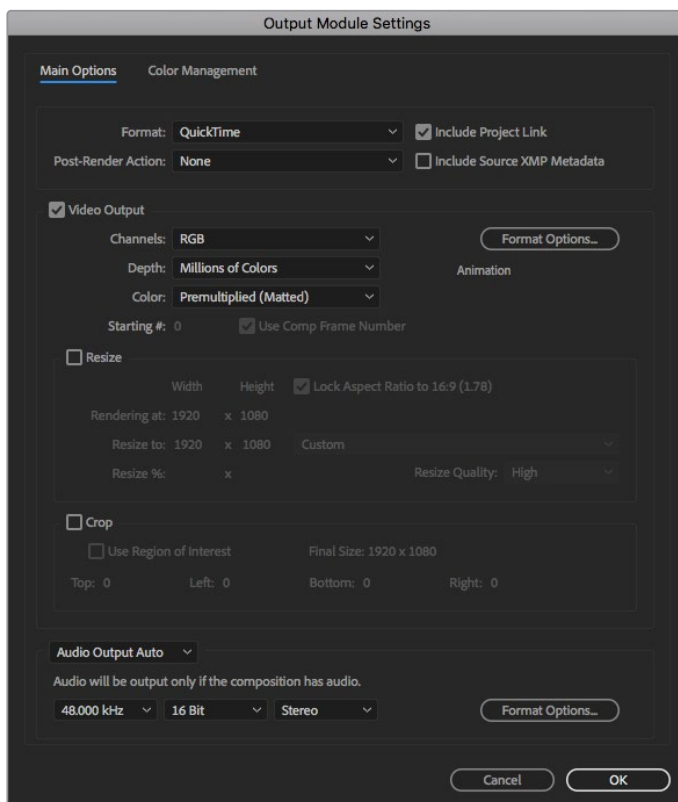 Output Module Settings
Main Options Color Management
Format: QuickTime Include Project Link
Post-Render Action: None Include Source XMP Metadata
Video Output
Channels: RGB Format Options...
Depth: Millions of Colors Animation
Color: Premultiplied (Matted)
Starting #: 0 Use Comp Frame Number
Resize
Width Height Lock Aspect Ratio to 16:9 (1.78)
Rendering at: 1920 x 1080
Resize to: 1920 x 1080 Custom
Resize %: x Resize Quality: High
Crop
Use Region of Interest Final Size: 1920 x 1080
Top: 0 Left: 0 Bottom: 0 Right: 0
Audio Output Auto
Audio will be output only if the composition has audio.
48.000 kHz 16 Bit Stereo Format Options...
Cancel OK